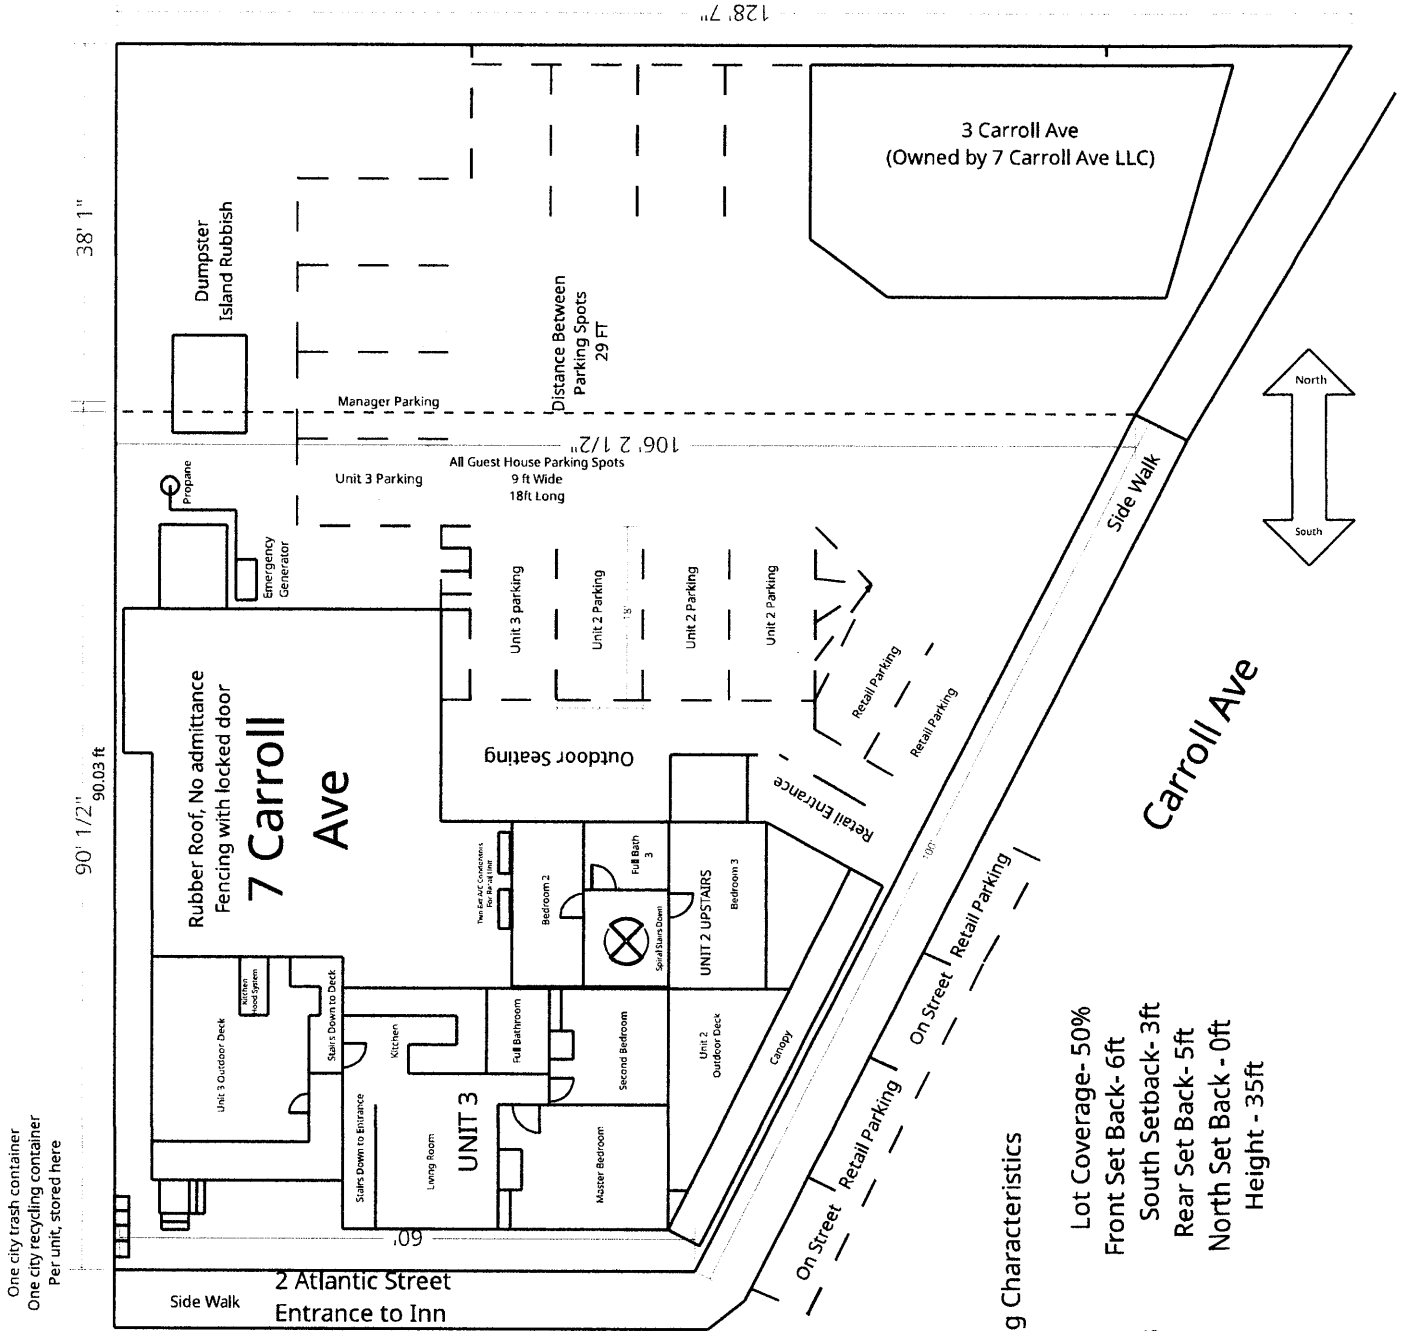 128' 7"
3 Carroll Ave
(Owned by 7 Carroll Ave LLC)
38' 1"
Dumpster
Island Rubbish
Distance Between
Parking Spots
29 FT
Manager Parking
106' 2 1/2"
All Guest House Parking Spots
9 ft Wide
18ft Long
Unit 3 Parking
North
South
Side Walk
Propane
Emergency
Generator
Unit 3 parking
Unit 2 Parking
Unit 2 Parking
Unit 2 Parking
18'
Retail Parking
Retail Parking
Rubber Roof, No admittance
Fencing with locked door
7 Carroll
Ave
90' 1/2"
90.03 ft
Outdoor Seating
Retail Entrance
Carroll Ave
100'
Two Ext A/C Condensors
For Retail Unit
Bedroom 2
Full Bath
3
Spiral Stairs Down
UNIT 2 UPSTAIRS
Bedroom 3
Kitchen
Hood System
Unit 3 Outdoor Deck
Stairs Down to Deck
Kitchen
Full Bathroom
Second Bedroom
Unit 2
Outdoor Deck
Canopy
Stairs Down to Entrance
Living Room
UNIT 3
Master Bedroom
On Street
Retail Parking
On Street
Retail Parking
One city trash container
One city recycling container
Per unit, stored here
60'
2 Atlantic Street
Entrance to Inn
Side Walk
g Characteristics
Lot Coverage- 50%
Front Set Back- 6ft
South Setback- 3ft
Rear Set Back- 5ft
North Set Back - 0ft
Height - 35ft